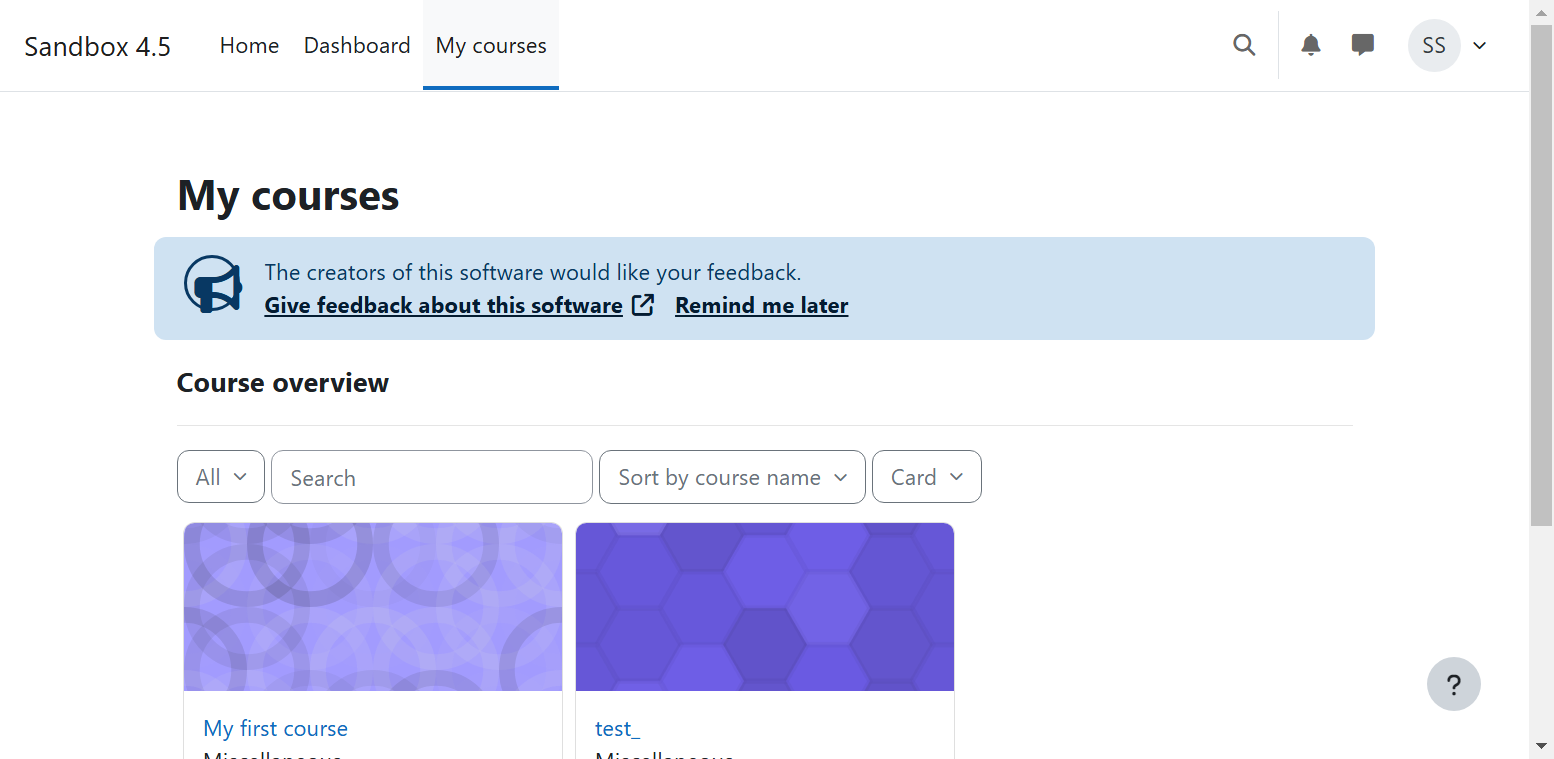 Sandbox 4.5 Home Dashboard My courses SS
My courses
The creators of this software would like your feedback.
Give feedback about this software Remind me later
Course overview
All Search Sort by course name Card
?
My first course test_
Miscellaneous Miscellaneous